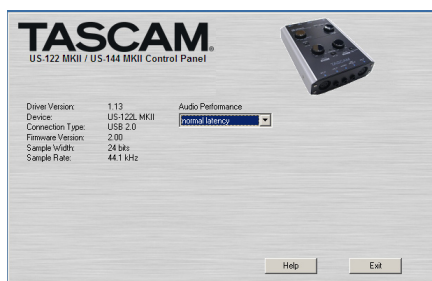 TASCAM.
US-122 MKII / US-144 MKII Control Panel
Driver Version: 1.13
Device: US-122L MKII
Connection Type: USB 2.0
Firmware Version: 2.00
Sample Width: 24 bits
Sample Rate: 44.1 kHz
Audio Performance
normal latency
Help
Exit